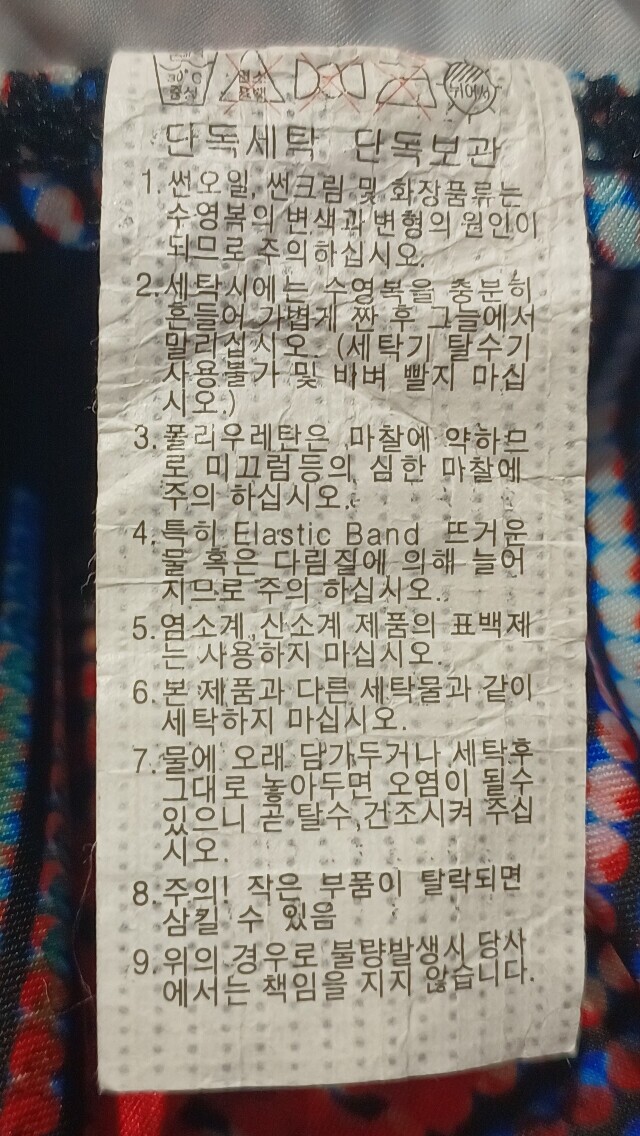 30°C
중성
염소
표백
뉘어서
단독세탁 단독보관
1. 썬오일, 썬크림 및 화장품류는
수영복의 변색과 변형의 원인이
되므로 주의하십시오.
2. 세탁시에는 수영복을 충분히
흔들어 가볍게 짠 후 그늘에서
말리십시오. (세탁기 탈수기
사용불가 및 비벼 빨지 마십
시오.)
3. 폴리우레탄은 마찰에 약하므
로 미끄럼등의 심한 마찰에
주의 하십시오.
4. 특히 Elastic Band 뜨거운
물 혹은 다림질에 의해 늘어
지므로 주의 하십시오.
5. 염소계, 산소계 제품의 표백제
는 사용하지 마십시오.
6. 본 제품과 다른 세탁물과 같이
세탁하지 마십시오.
7. 물에 오래 담가두거나 세탁후
그대로 놓아두면 오염이 될수
있으니 곧 탈수,건조시켜 주십
시오.
8. 주의! 작은 부품이 탈락되면
삼킬 수 있음
9. 위의 경우로 불량발생시 당사
에서는 책임을 지지 않습니다.